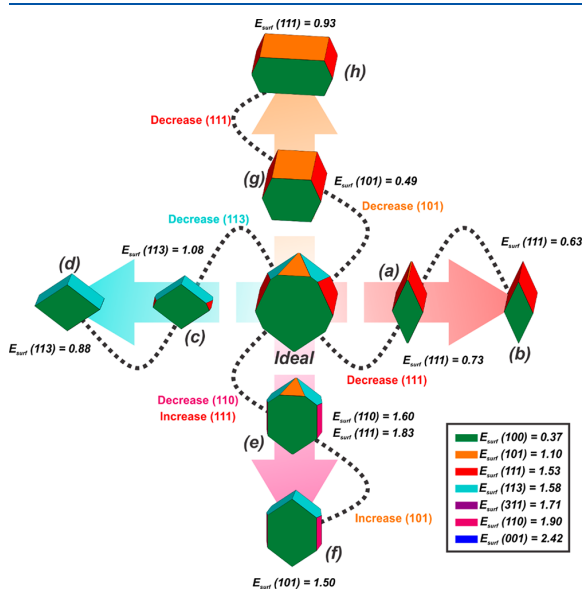 E_surf (111) = 0.93
(h)
Decrease (111)
(g)
E_surf (101) = 0.49
Decrease (113)
Decrease (101)
(d)
E_surf (113) = 1.08
(a)
E_surf (111) = 0.63
(c)
(b)
E_surf (113) = 0.88
Ideal
E_surf (111) = 0.73
Decrease (111)
Decrease (110)
Increase (111)
(e)
E_surf (110) = 1.60
E_surf (111) = 1.83
Increase (101)
(f)
E_surf (101) = 1.50
E_surf (100) = 0.37
E_surf (101) = 1.10
E_surf (111) = 1.53
E_surf (113) = 1.58
E_surf (311) = 1.71
E_surf (110) = 1.90
E_surf (001) = 2.42